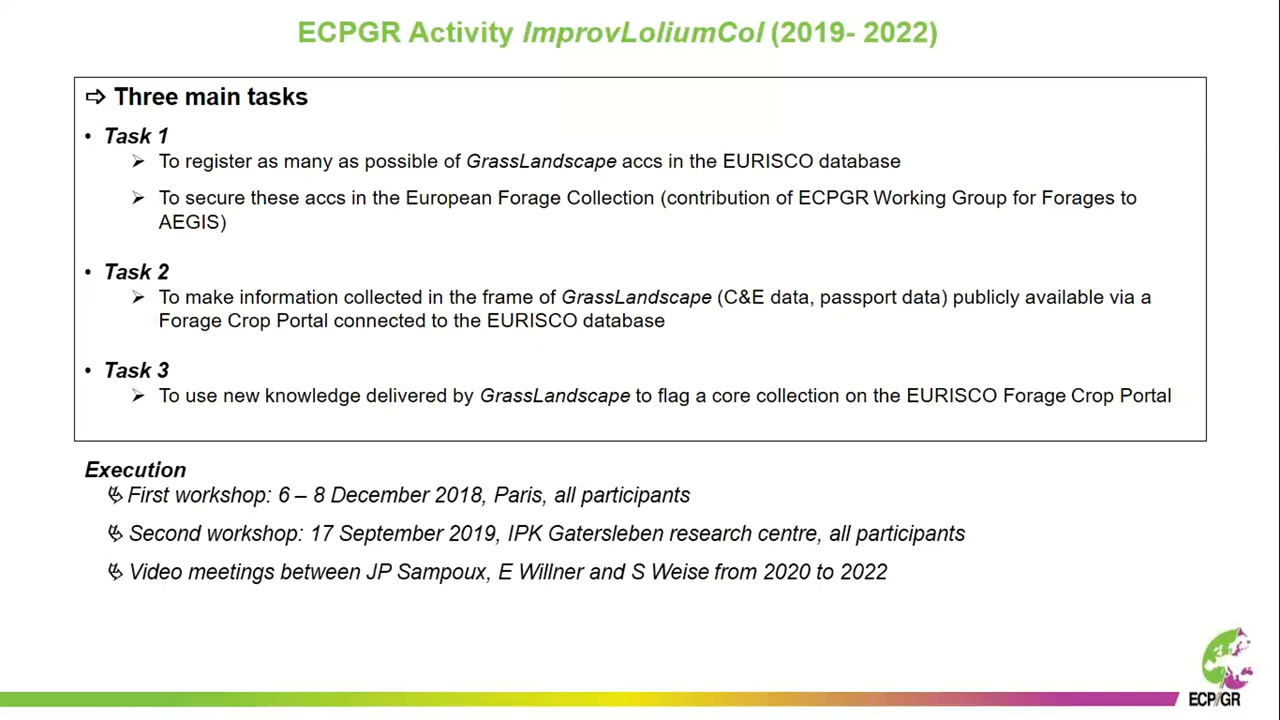 ECPGR Activity ImprovLoliumCol (2019- 2022)
⇨ Three main tasks
• Task 1
➢ To register as many as possible of GrassLandscape accs in the EURISCO database
➢ To secure these accs in the European Forage Collection (contribution of ECPGR Working Group for Forages to
AEGIS)
• Task 2
➢ To make information collected in the frame of GrassLandscape (C&E data, passport data) publicly available via a
Forage Crop Portal connected to the EURISCO database
• Task 3
➢ To use new knowledge delivered by GrassLandscape to flag a core collection on the EURISCO Forage Crop Portal
Execution
First workshop: 6 – 8 December 2018, Paris, all participants
Second workshop: 17 September 2019, IPK Gatersleben research centre, all participants
Video meetings between JP Sampoux, E Willner and S Weise from 2020 to 2022
ECP/GR